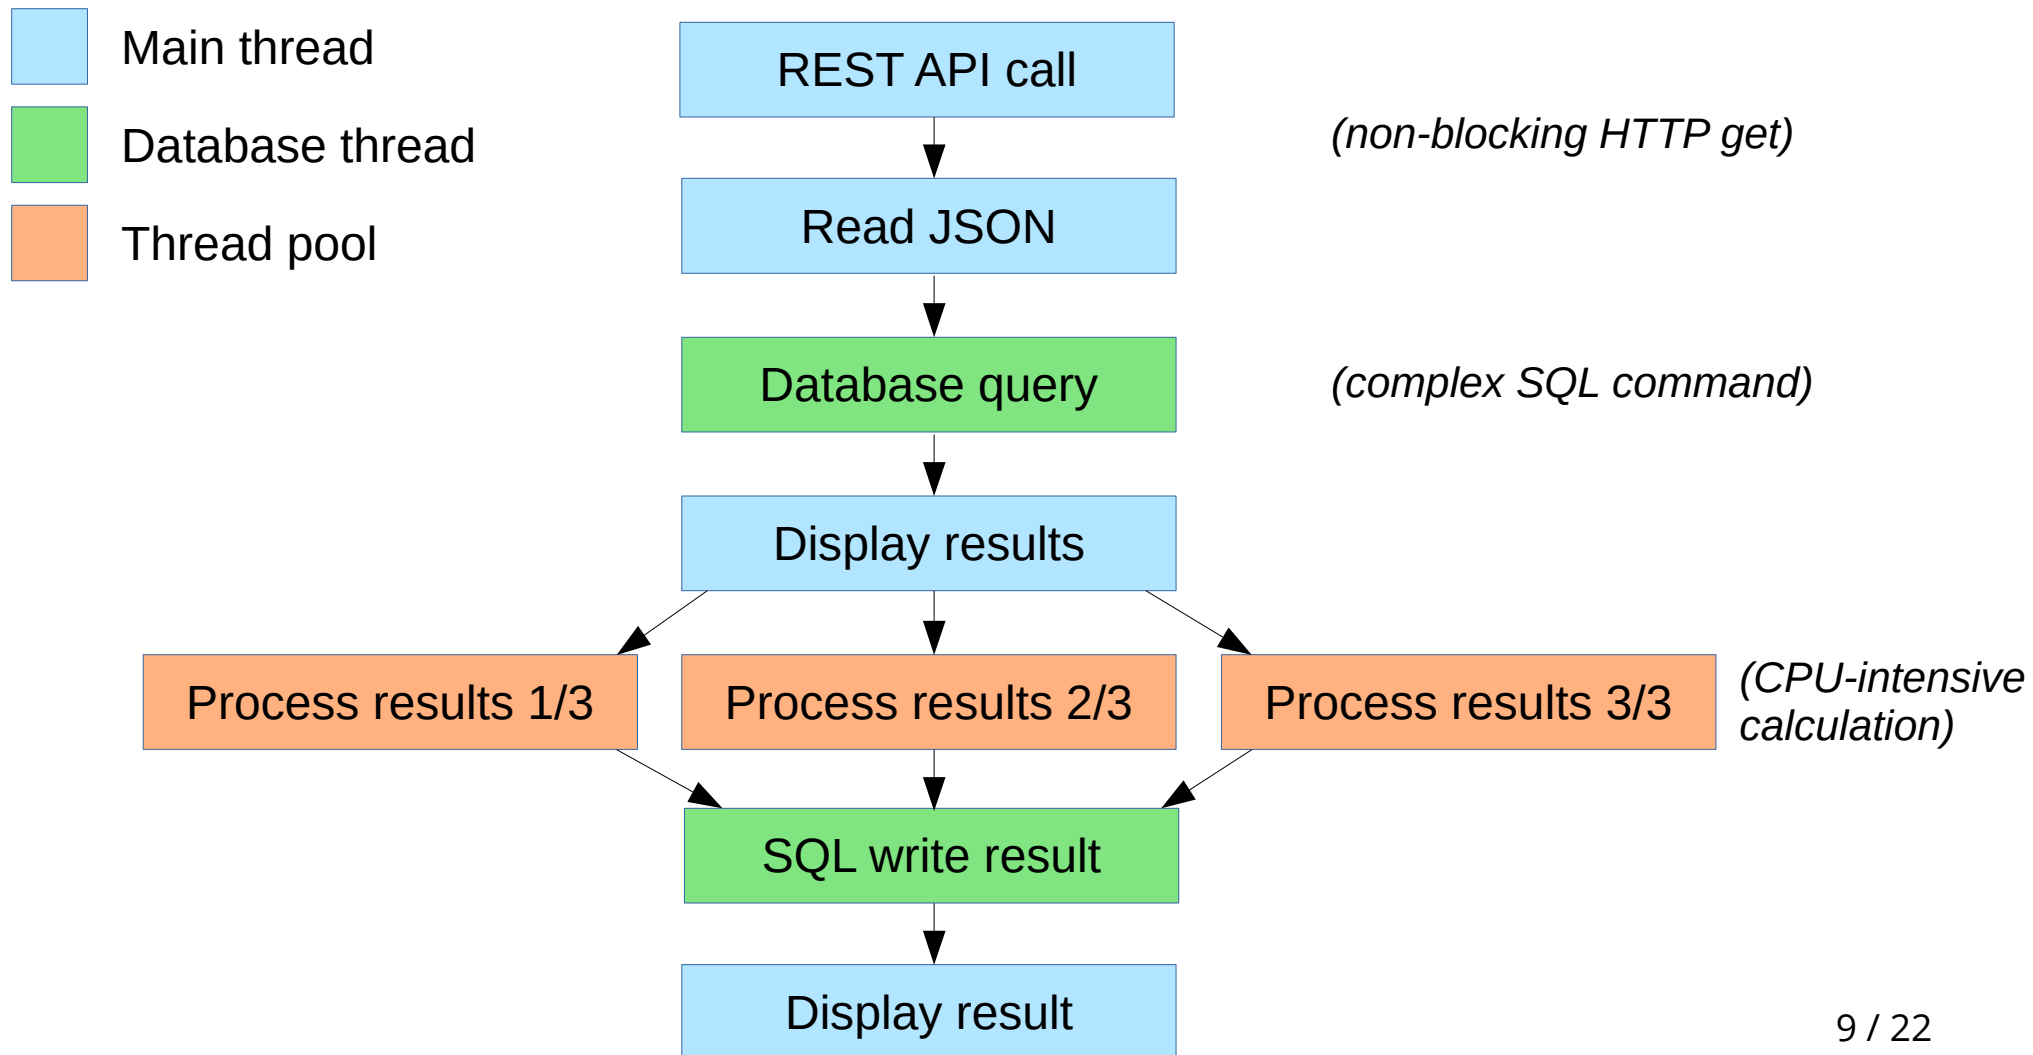 Main thread
Database thread
Thread pool
REST API call
(non-blocking HTTP get)
Read JSON
Database query
(complex SQL command)
Display results
Process results 1/3
Process results 2/3
Process results 3/3
(CPU-intensive
calculation)
SQL write result
Display result
9 / 22